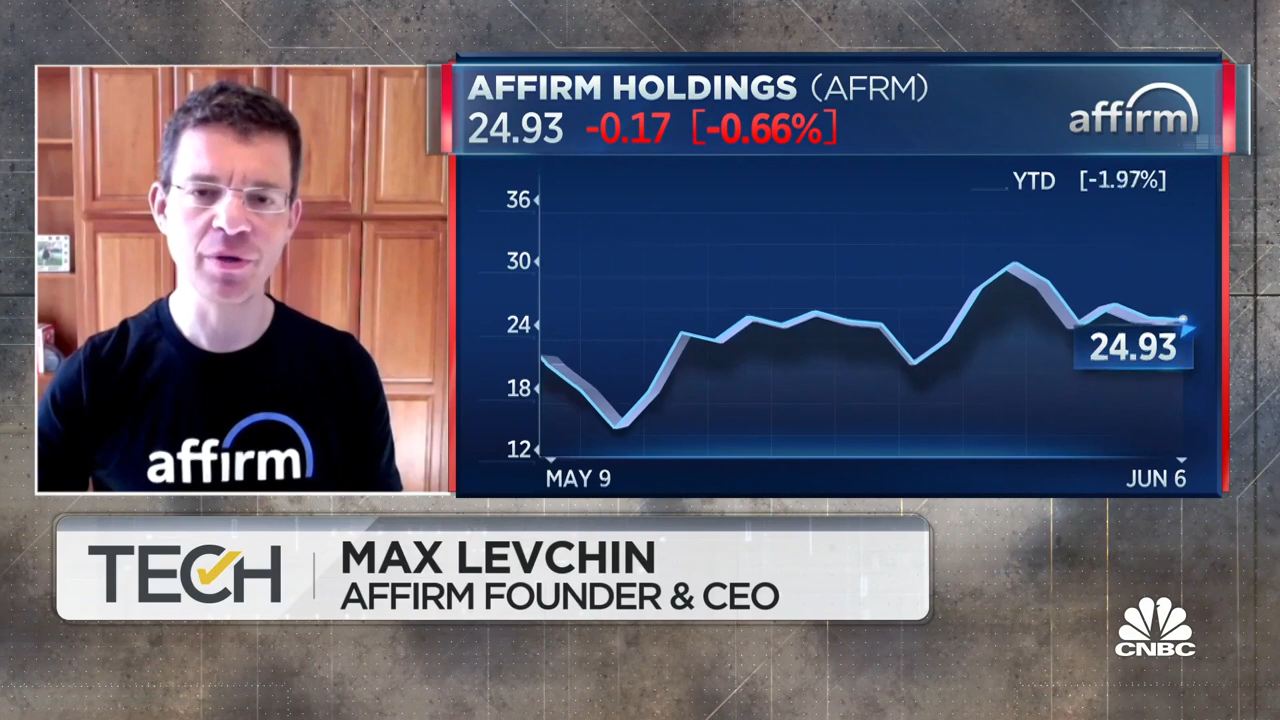 AFFIRM HOLDINGS (AFRM)
24.93 -0.17 [-0.66%]
affirm
YTD [-1.97%]
36
30
24
18
12
24.93
MAY 9 JUN 6
affirm
TECH
MAX LEVCHIN
AFFIRM FOUNDER & CEO
CNBC